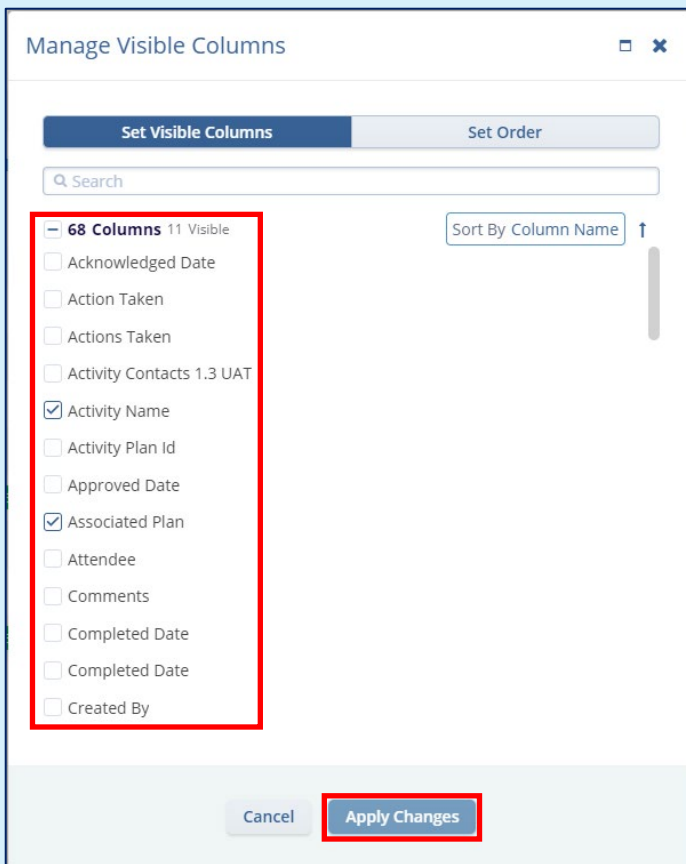 Manage Visible Columns
Set Visible Columns Set Order
Search
68 Columns 11 Visible Sort By Column Name
Acknowledged Date
Action Taken
Actions Taken
Activity Contacts 1.3 UAT
Activity Name
Activity Plan Id
Approved Date
Associated Plan
Attendee
Comments
Completed Date
Completed Date
Created By
Cancel Apply Changes